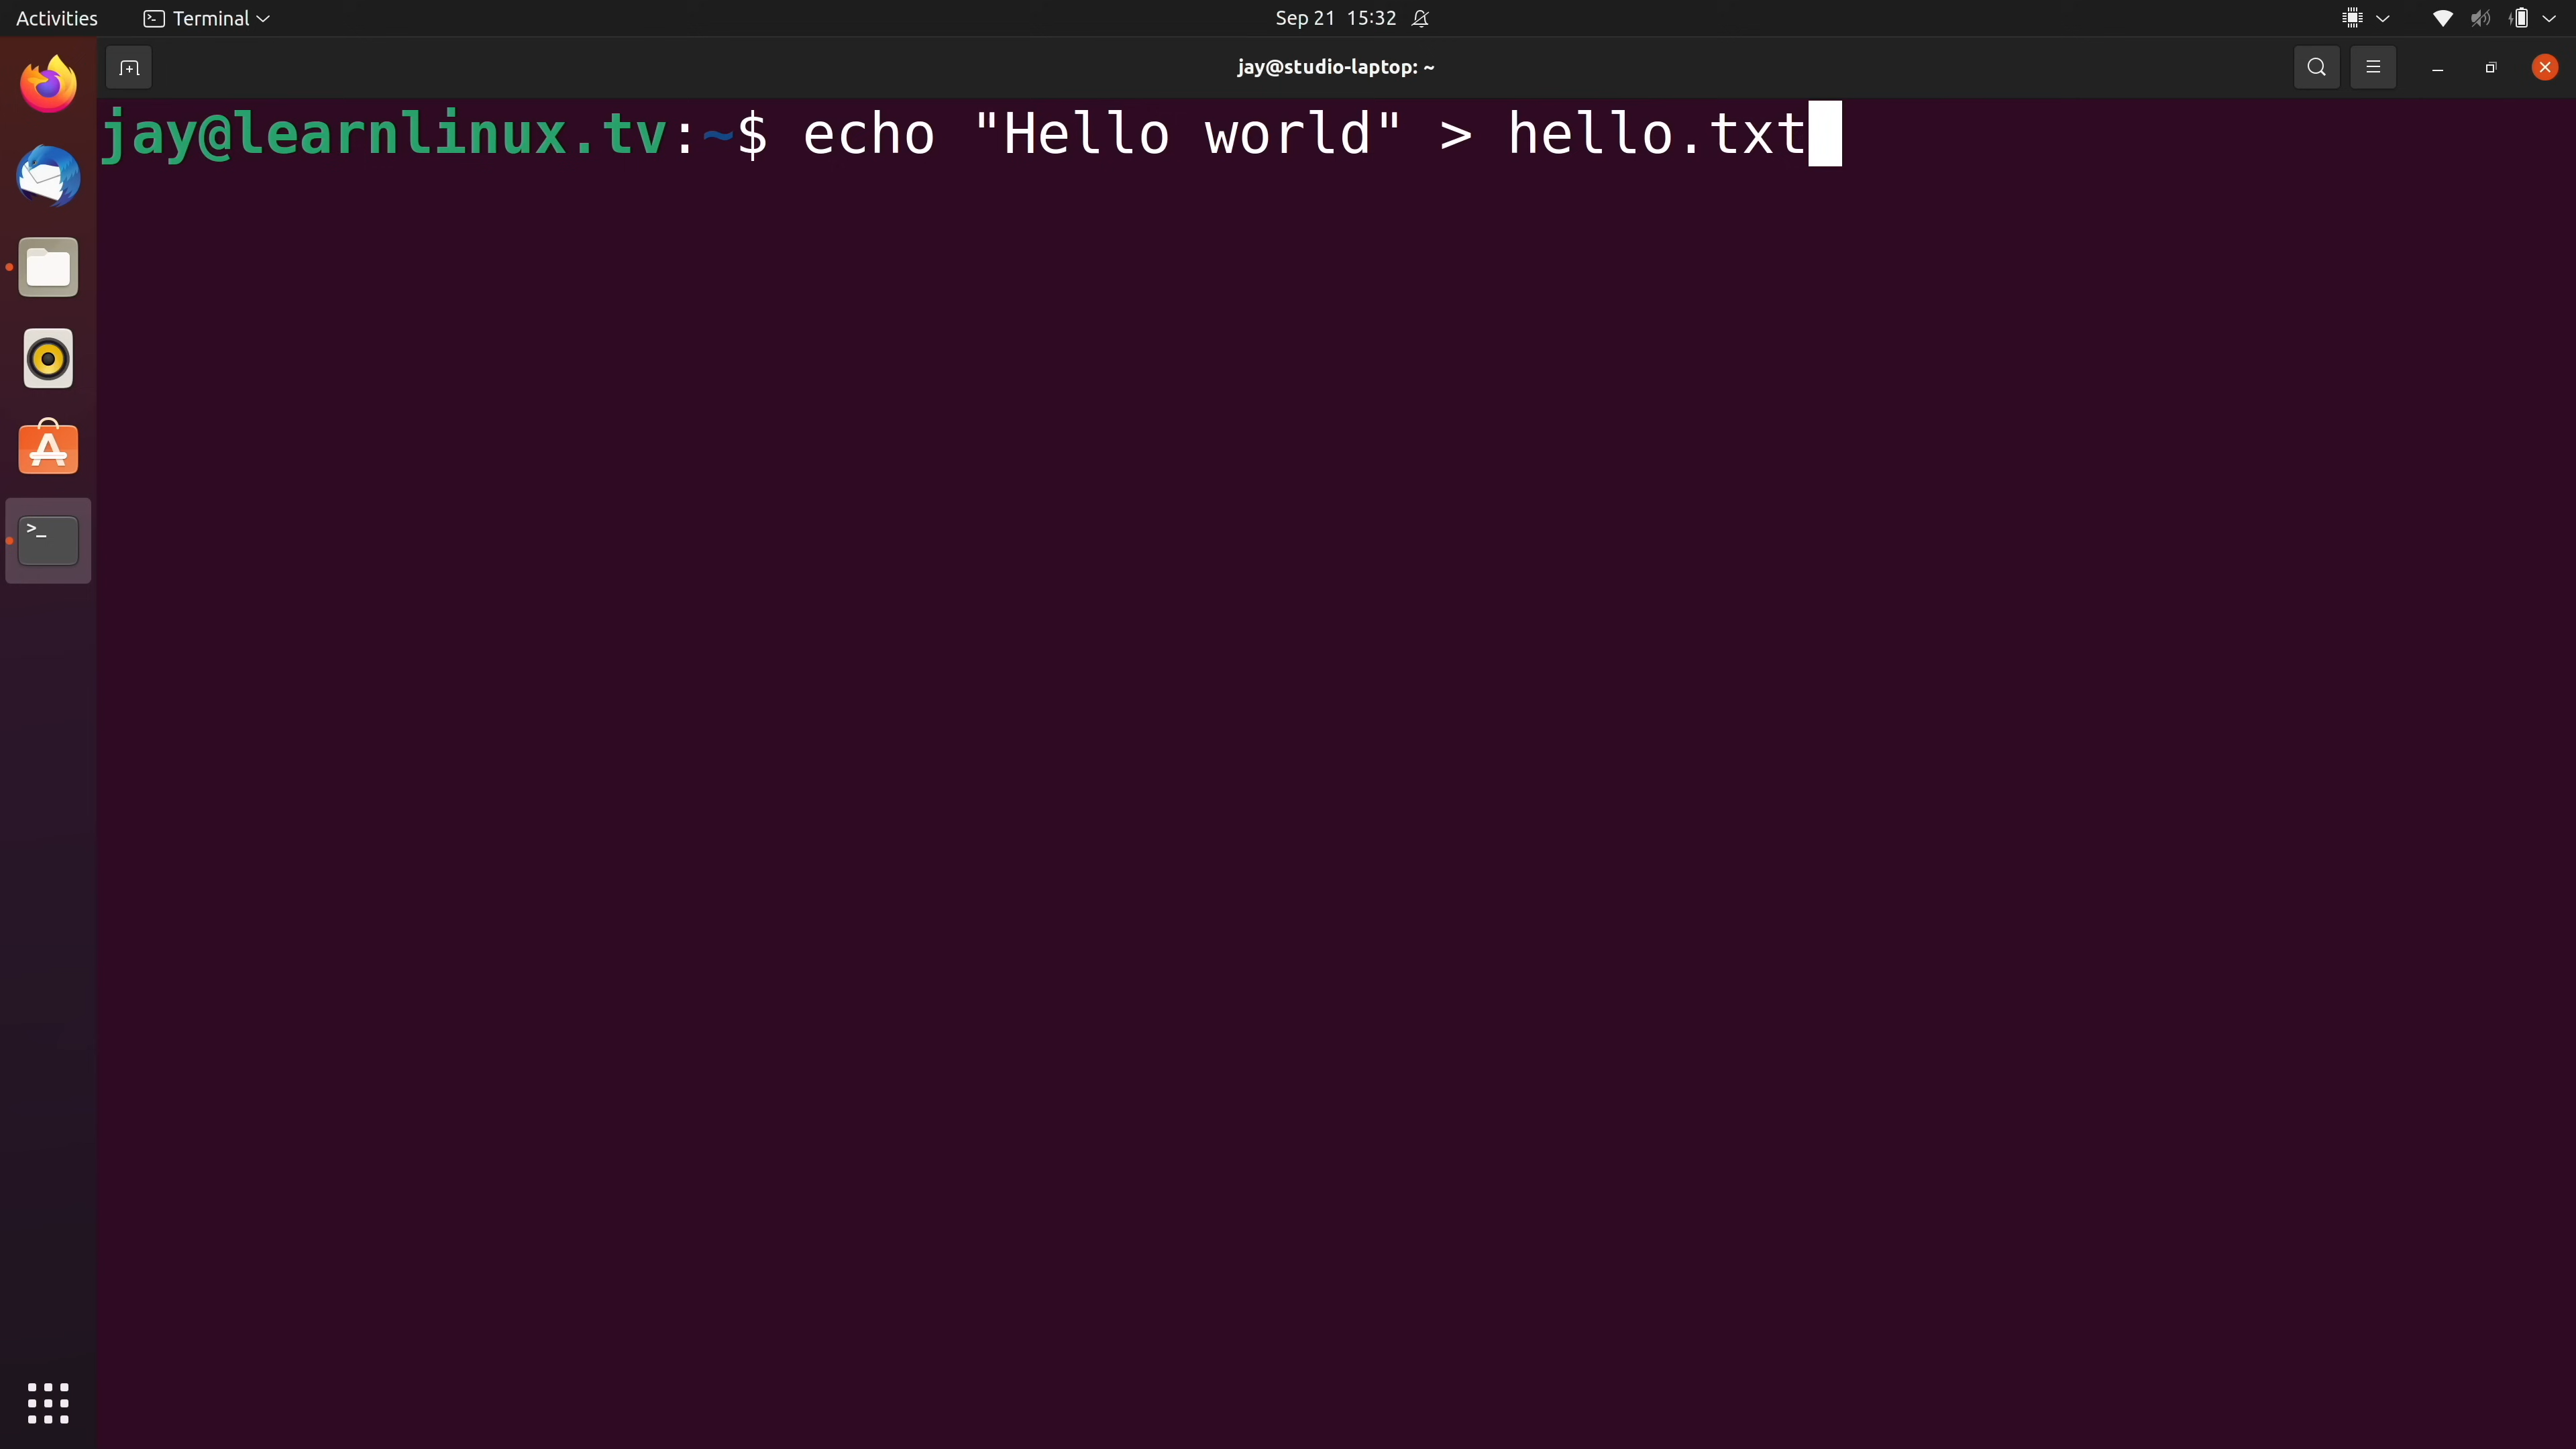 Activities
Terminal
Sep 21 15:32
jay@studio-laptop: ~
jay@learnlinux.tv:~$ echo "Hello world" > hello.txt
>_